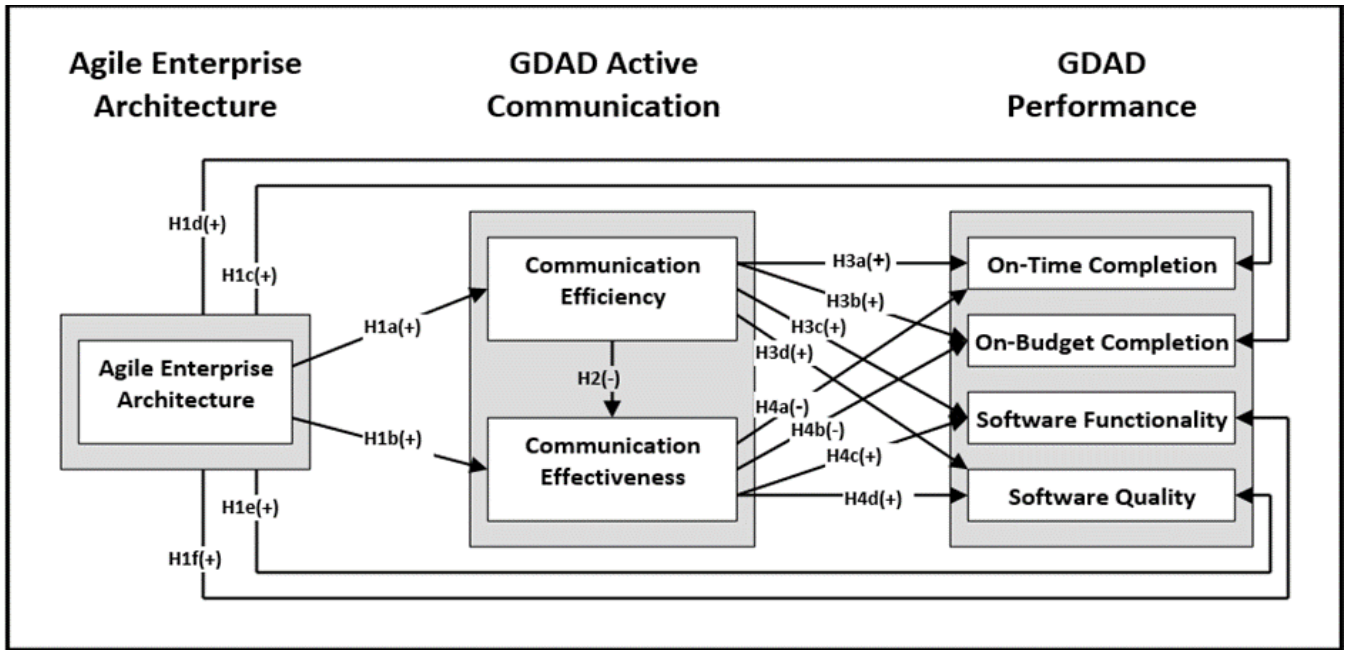 Agile Enterprise
Architecture
GDAD Active
Communication
GDAD
Performance
H1d(+)
H1c(+)
Agile Enterprise
Architecture
H1a(+)
H1b(+)
H1e(+)
H1f(+)
Communication
Efficiency
H2(-)
Communication
Effectiveness
H3a(+)
H3b(+)
H3c(+)
H3d(+)
H4a(-)
H4b(-)
H4c(+)
H4d(+)
On-Time Completion
On-Budget Completion
Software Functionality
Software Quality